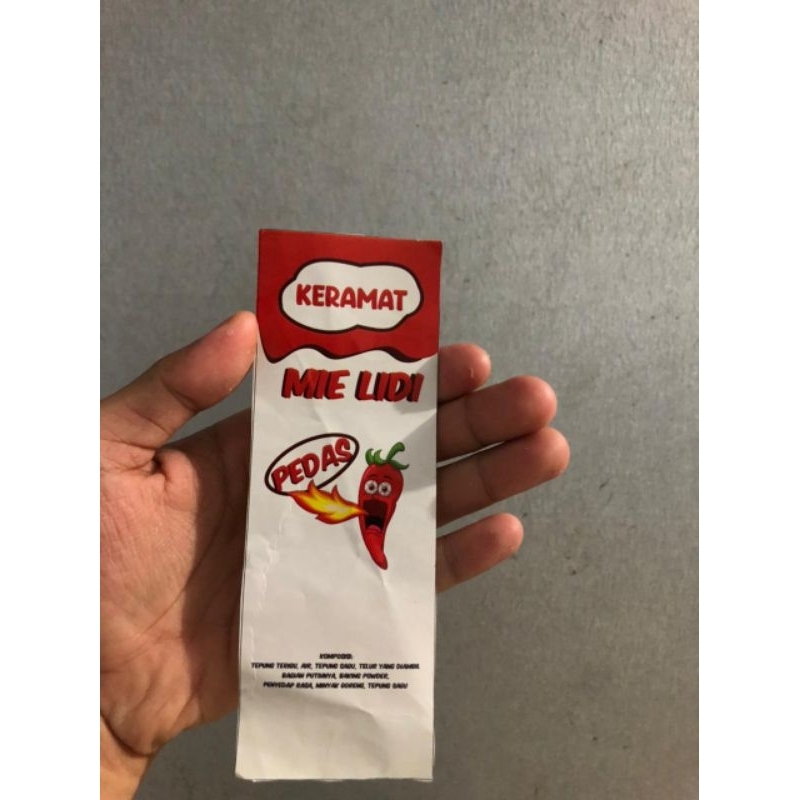 KERAMAT
MIE LIDI
PEDAS
KOMPOSISI:
TEPUNG TERIGU, AIR, TEPUNG SAGU, TELUR YANG DIAMBIL
BAGIAN PUTIHNYA, BAKING POWDER,
PENYEDAP RASA, MINYAK GORENG, TEPUNG SAGU